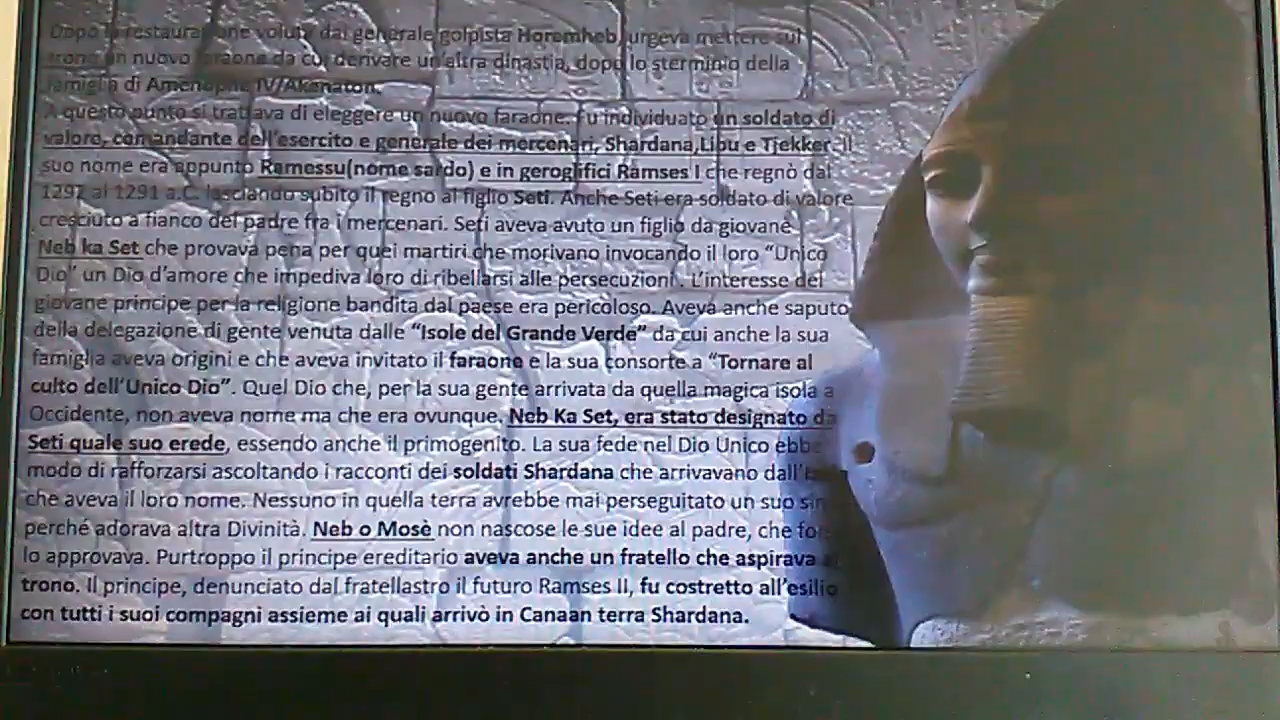 Dopo la restaurazione voluta dal generale golpista Horemheb, urgeva mettere sul
trono un nuovo faraone da cui derivare un'altra dinastia, dopo lo sterminio della
famiglia di Amenophe IV/Akenaton.
A questo punto si trattava di eleggere un nuovo faraone. Fu individuato un soldato di
valore, comandante dell'esercito e generale dei mercenari, Shardana,Libu e Tjekker. Il
suo nome era appunto Ramessu(nome sardo) e in geroglifici Ramses I che regnò dal
1297 al 1291 a.C. lasciando subito il regno al figlio Seti. Anche Seti era soldato di valore
cresciuto a fianco del padre fra i mercenari. Seti aveva avuto un figlio da giovane
Neb ka Set che provava pena per quei martiri che morivano invocando il loro "Unico
Dio" un Dio d'amore che impediva loro di ribellarsi alle persecuzioni . L'interesse del
giovane principe per la religione bandita dal paese era pericoloso. Aveva anche saputo
della delegazione di gente venuta dalle "Isole del Grande Verde" da cui anche la sua
famiglia aveva origini e che aveva invitato il faraone e la sua consorte a "Tornare al
culto dell'Unico Dio". Quel Dio che, per la sua gente arrivata da quella magica isola a
Occidente, non aveva nome ma che era ovunque. Neb Ka Set, era stato designato da
Seti quale suo erede, essendo anche il primogenito. La sua fede nel Dio Unico ebbe
modo di rafforzarsi ascoltando i racconti dei soldati Shardana che arrivavano
che aveva il loro nome. Nessuno in quella terra avrebbe mai perseguitato un suo
perché adorava altra Divinità. Neb o Mosè non nascose le sue idee al padre, che
lo approvava. Purtroppo il principe ereditario aveva anche un fratello che aspirava al
trono. Il principe, denunciato dal fratellastro il futuro Ramses II, fu costretto all'esilio
con tutti i suoi compagni assieme ai quali arrivò in Canaan terra Shardana.